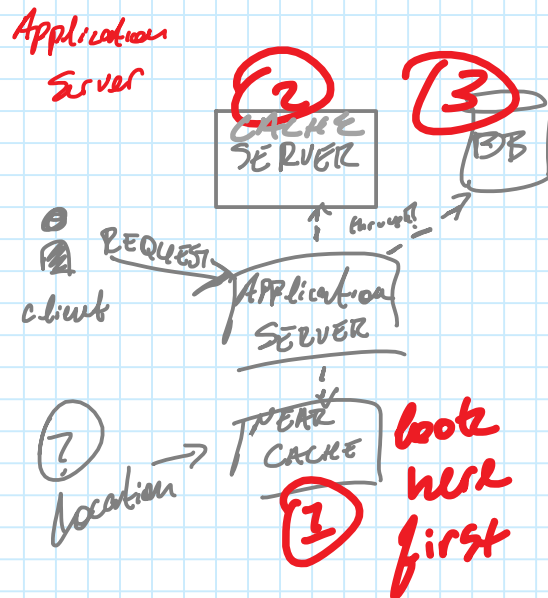 Application
Server
2
3
CACHE
SERVER
DB
REQUEST
client
Application
SERVER
?
Location
NEAR
CACHE
1
look
here
first